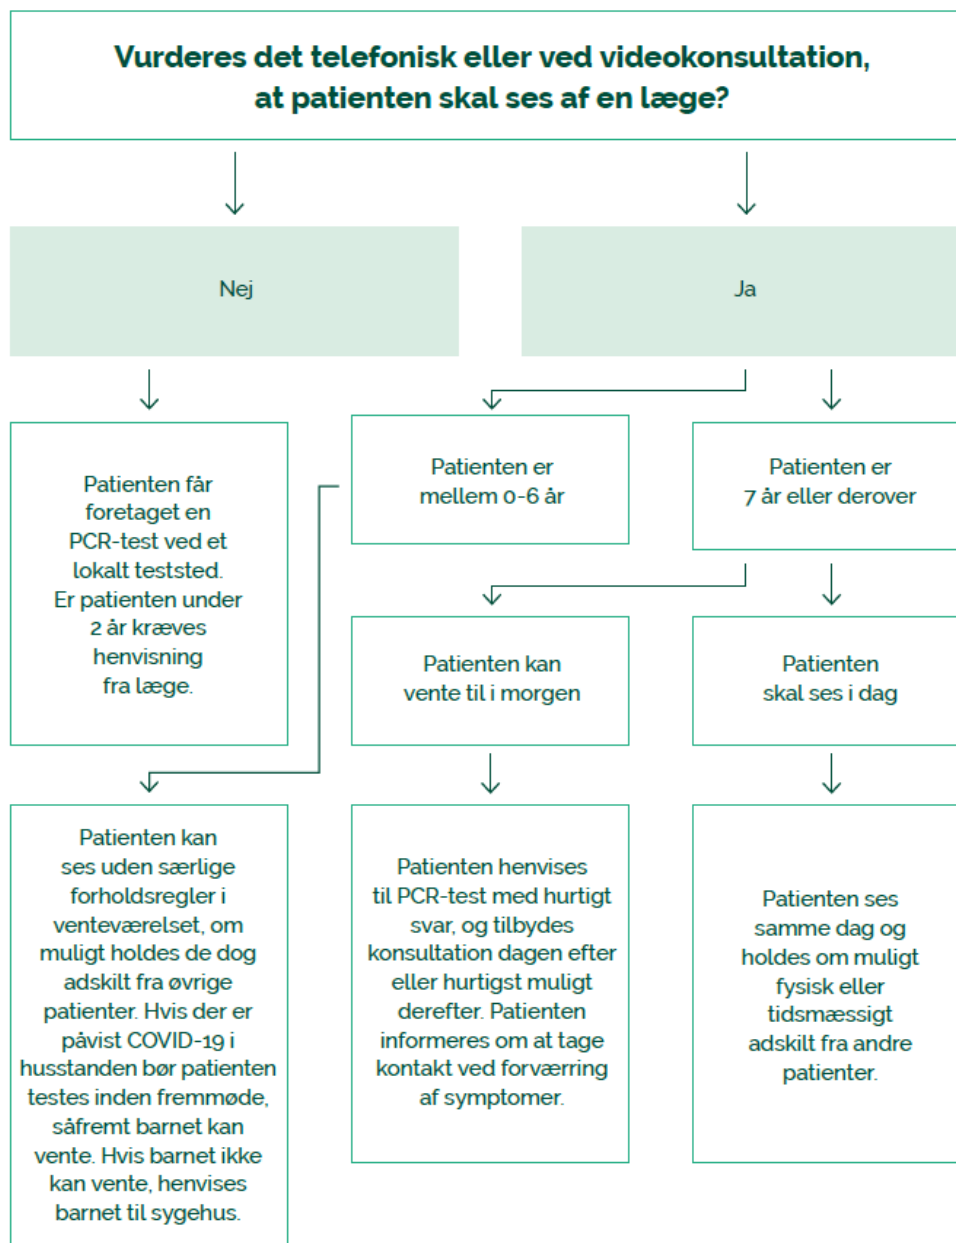 Vurderes det telefonisk eller ved videokonsultation,
at patienten skal ses af en læge?
Nej
Ja
Patienten får
foretaget en
PCR-test ved et
lokalt teststed.
Er patienten under
2 år kræves
henvisning
fra læge.
Patienten er
mellem 0-6 år
Patienten er
7 år eller derover
Patienten kan
vente til i morgen
Patienten
skal ses i dag
Patienten kan
ses uden særlige
forholdsregler i
venteværelset, om
muligt holdes de dog
adskilt fra øvrige
patienter. Hvis der er
påvist COVID-19 i
husstanden bør patienten
testes inden fremmøde,
såfremt barnet kan
vente. Hvis barnet ikke
kan vente, henvises
barnet til sygehus.
Patienten henvises
til PCR-test med hurtigt
svar, og tilbydes
konsultation dagen efter
eller hurtigst muligt
derefter. Patienten
informeres om at tage
kontakt ved forværring
af symptomer.
Patienten ses
samme dag og
holdes om muligt
fysisk eller
tidsmæssigt
adskilt fra andre
patienter.